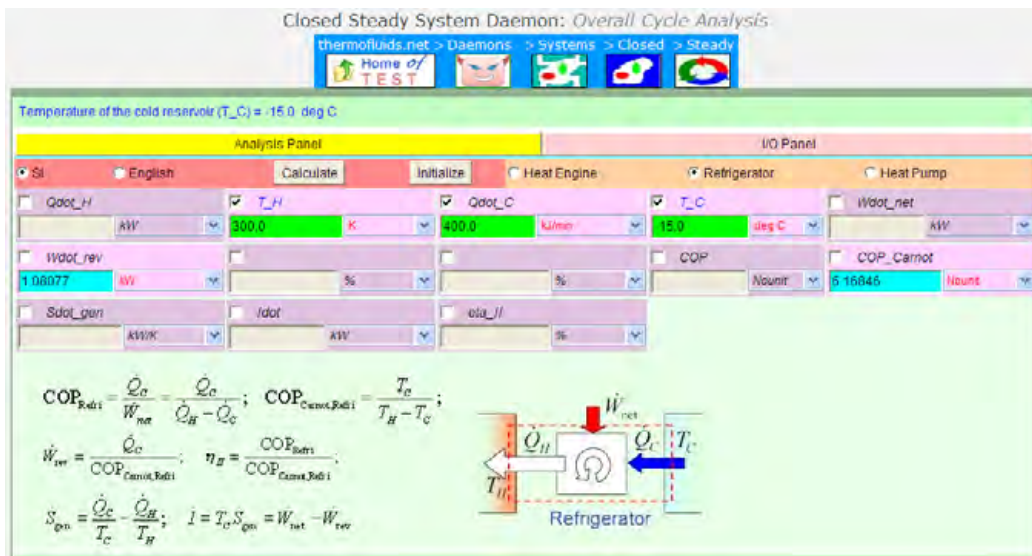 Closed Steady System Daemon: Overall Cycle Analysis
thermofluids.net > Daemons > Systems > Closed > Steady
Home of TEST
Temperature of the cold reservoir (T_C) = -15.0 deg C
Analysis Panel I/O Panel
SI English Calculate Initialize Heat Engine Refrigerator Heat Pump
Qdot_H T_H Qdot_C T_C Wdot_net
kW 300.0 K 400.0 kJ/min -15.0 deg C kW
Wdot_rev COP COP_Carnot
1.08077 kW % % Nounit 6.16846 Nounit
Sdot_gen Idot eta_II
kW/K kW %
COP_Refri = Q̇_C / Ẇ_net = Q̇_C / (Q̇_H − Q̇_C); COP_Carnot,Refri = T_C / (T_H − T_C);
Ẇ_rev = Q̇_C / COP_Carnot,Refri; η_II = COP_Refri / COP_Carnot,Refri;
S_gen = Q̇_C / T_C − Q̇_H / T_H; İ = T_C S_gen = Ẇ_net − Ẇ_rev
Ẇ_net
Q̇_H Q̇_C T_C
T_H
Refrigerator